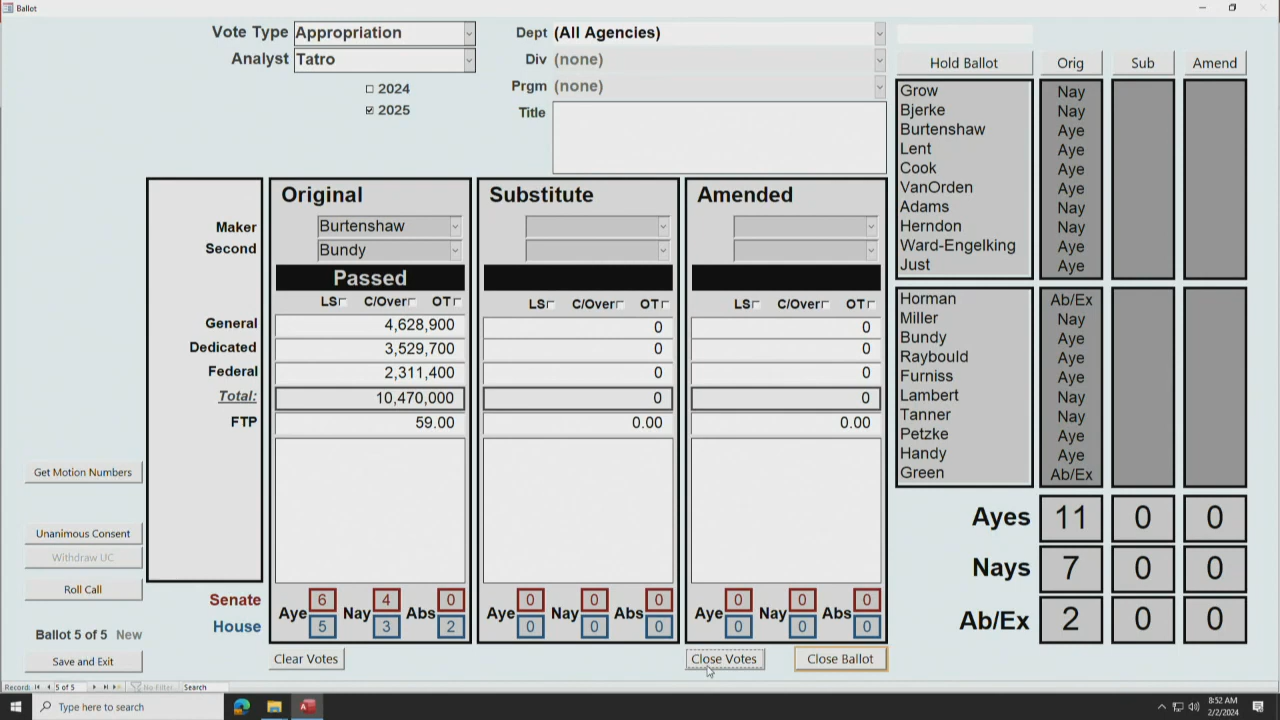 Ballot
Vote Type Appropriation
Analyst Tatro
2024
2025
Dept (All Agencies)
Div (none)
Prgm (none)
Title
Hold Ballot Orig Sub Amend
Grow Nay
Bjerke Nay
Burtenshaw Aye
Lent Aye
Cook Aye
VanOrden Aye
Adams Nay
Herndon Nay
Ward-Engelking Aye
Just Aye
Horman Ab/Ex
Miller Nay
Bundy Aye
Raybould Aye
Furniss Aye
Lambert Nay
Tanner Nay
Petzke Aye
Handy Aye
Green Ab/Ex
Ayes 11 0 0
Nays 7 0 0
Ab/Ex 2 0 0
Original Substitute Amended
Maker Burtenshaw
Second Bundy
Passed
LS C/Over OT LS C/Over OT LS C/Over OT
General 4,628,900 0 0
Dedicated 3,529,700 0 0
Federal 2,311,400 0 0
Total: 10,470,000 0 0
FTP 59.00 0.00 0.00
Get Motion Numbers
Unanimous Consent
Withdraw UC
Roll Call
Senate Aye 6 Nay 4 Abs 0 Aye 0 Nay 0 Abs 0 Aye 0 Nay 0 Abs 0
House 5 3 2 0 0 0 0 0 0
Ballot 5 of 5 New
Save and Exit
Clear Votes Close Votes Close Ballot
Record: 5 of 5 No Filter Search
Type here to search
8:52 AM
2/2/2024